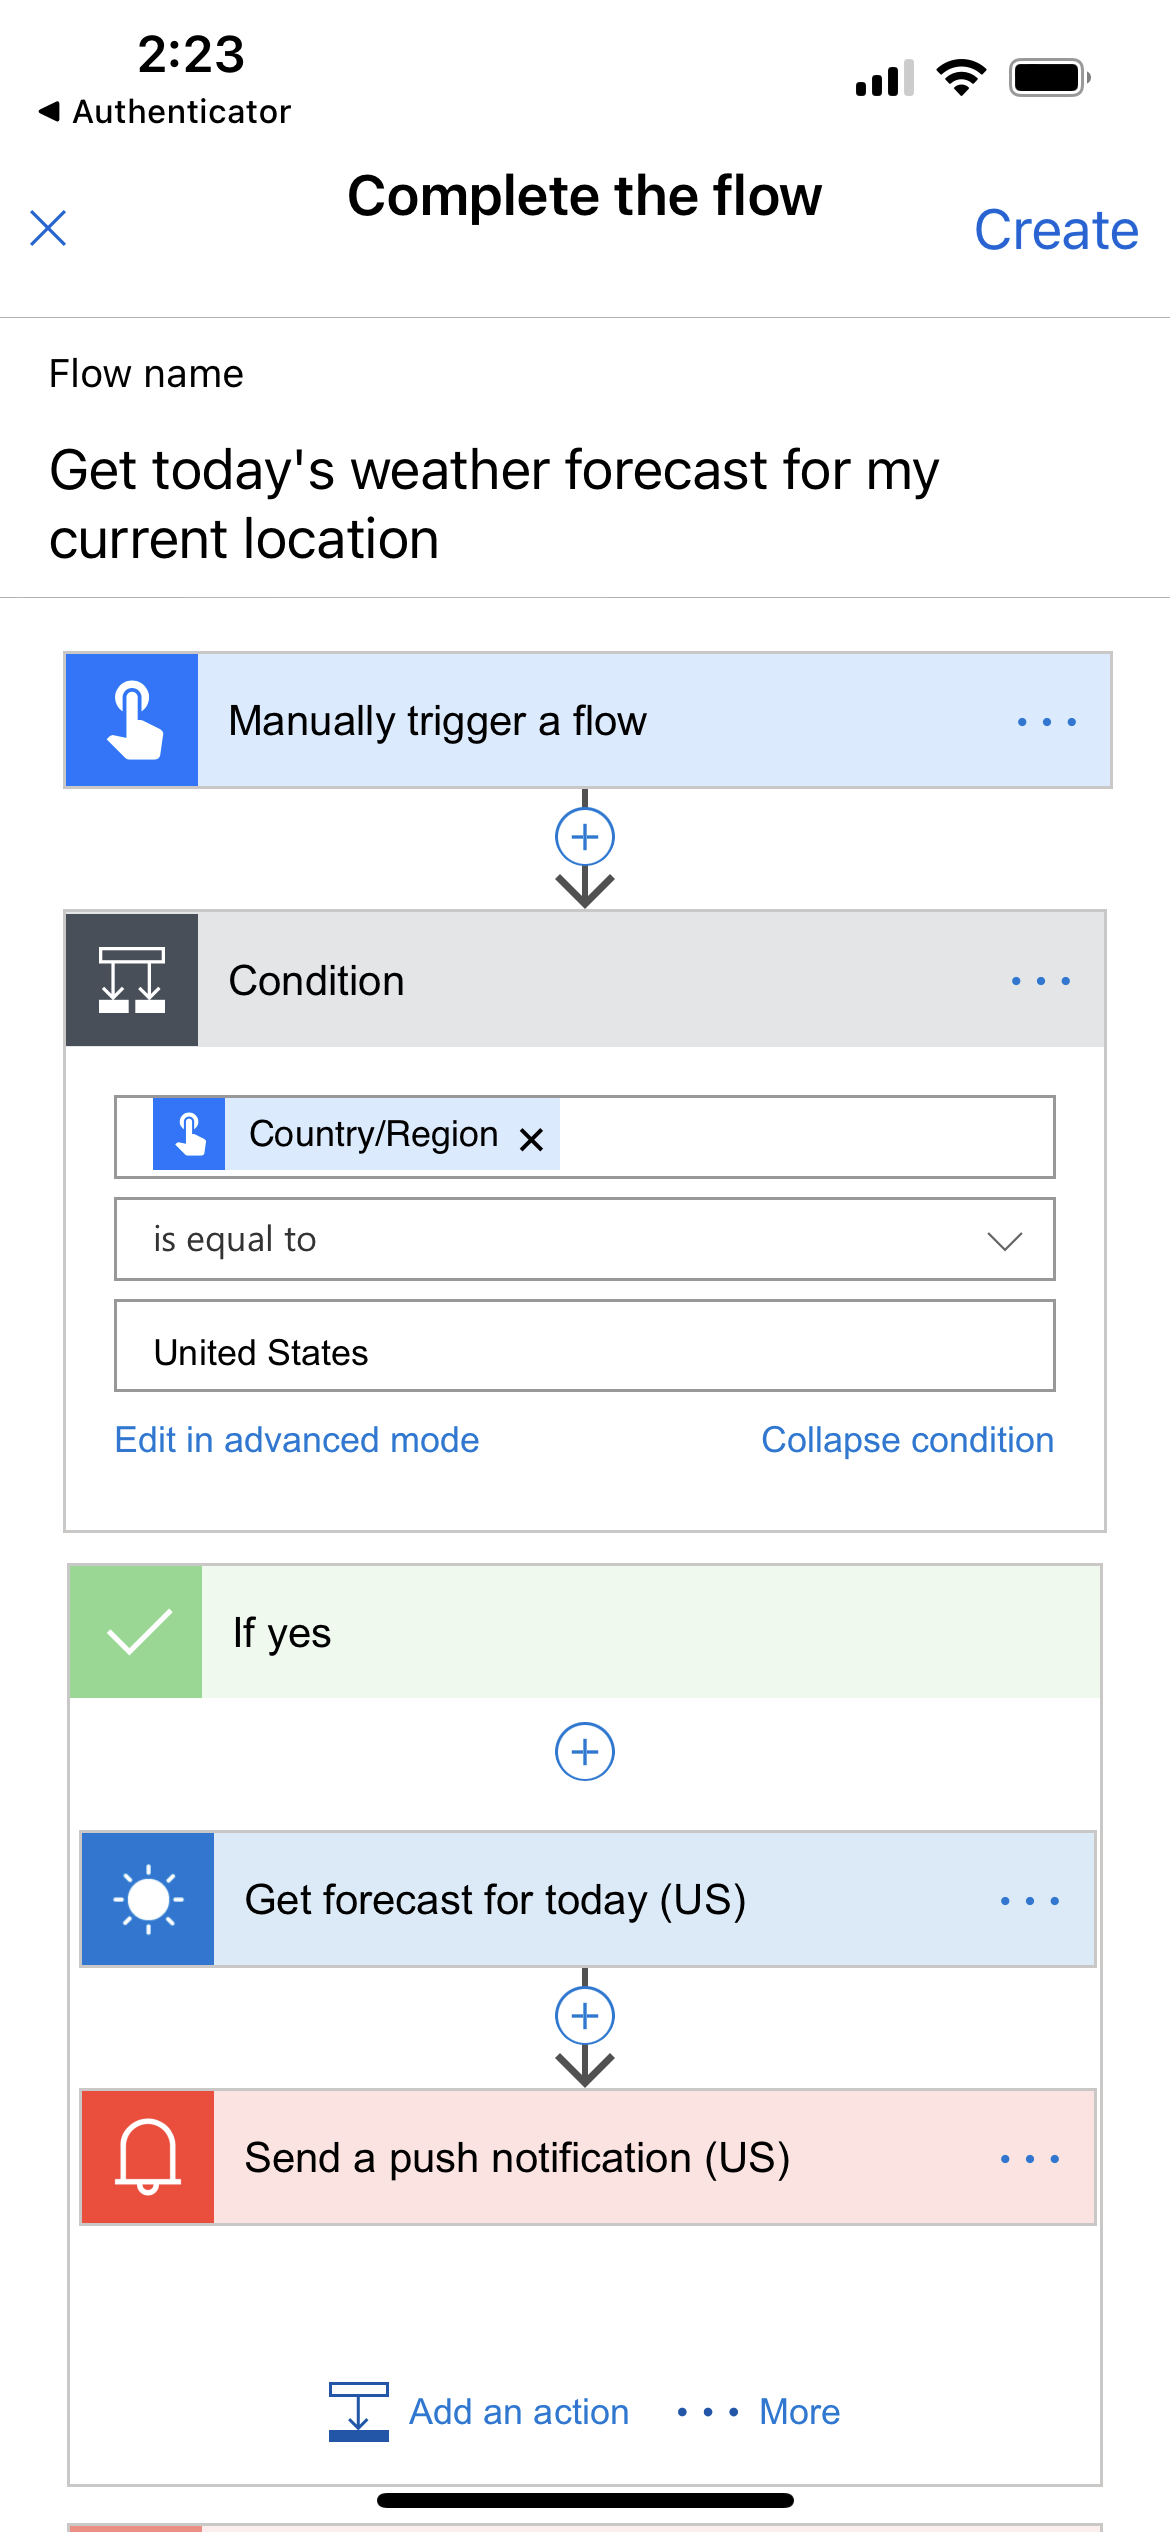 2:23
◀ Authenticator
Complete the flow
Create
Flow name
Get today's weather forecast for my
current location
Manually trigger a flow
Condition
Country/Region
is equal to
United States
Edit in advanced mode
Collapse condition
If yes
Get forecast for today (US)
Send a push notification (US)
Add an action
More